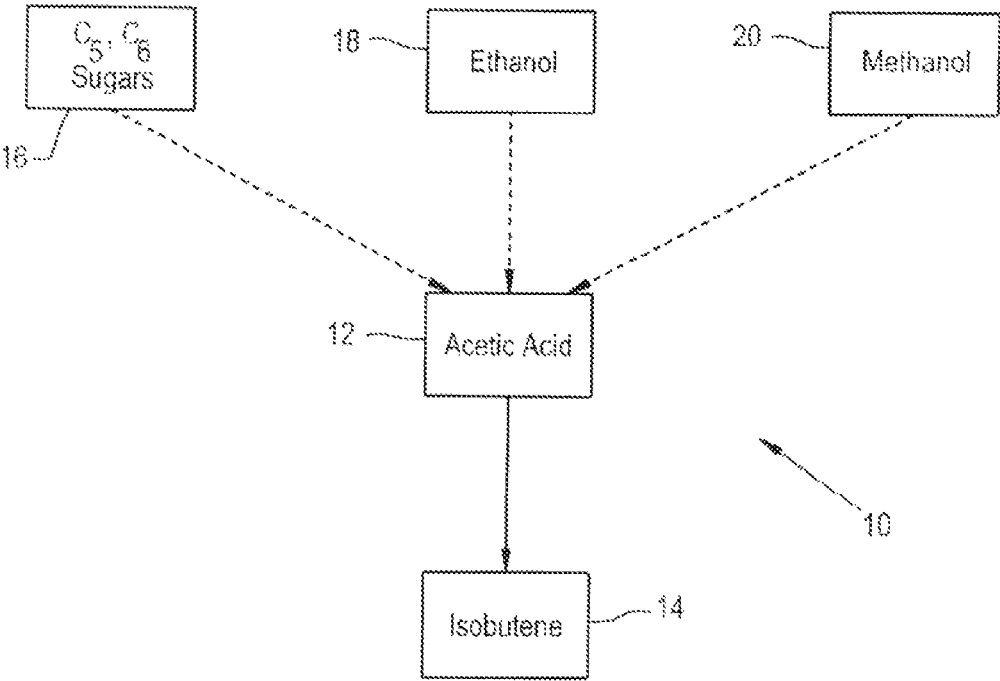 C5, C6
Sugars
16
18
Ethanol
20
Methanol
12
Acetic Acid
10
Isobutene
14